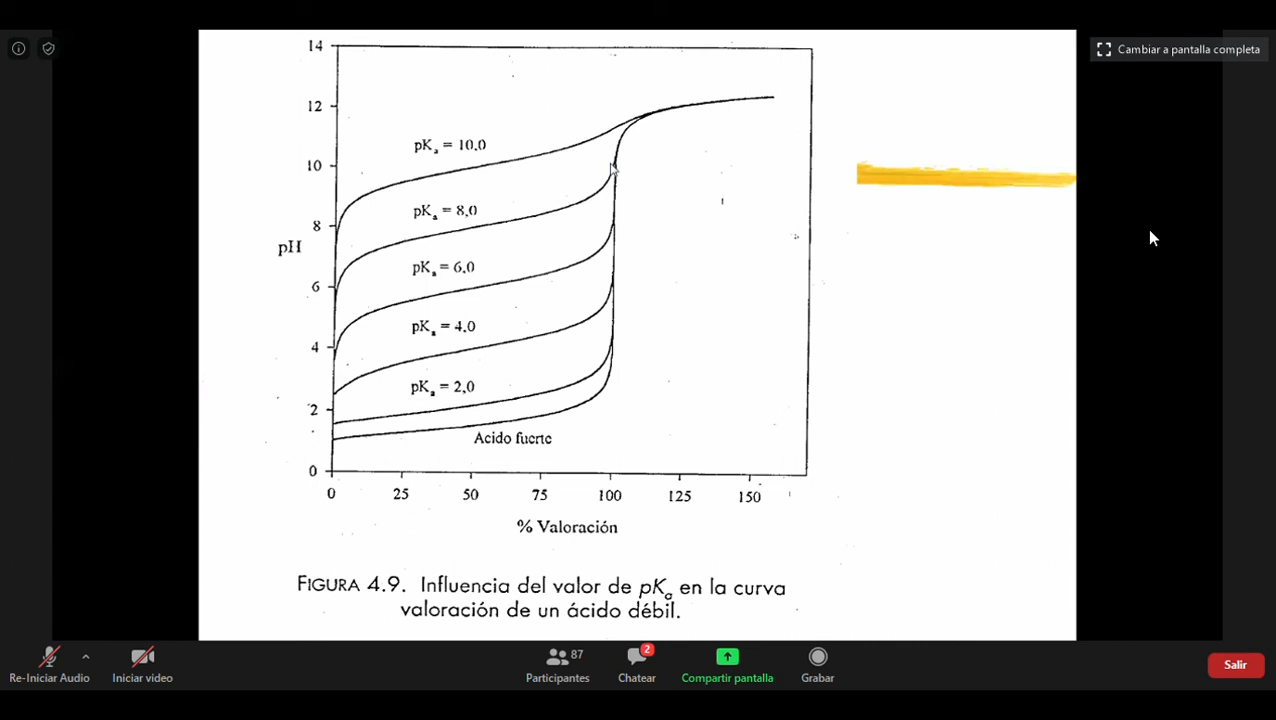 Cambiar a pantalla completa
14
12
10
8
6
4
2
0
pH
pKa = 10,0
pKa = 8,0
pKa = 6,0
pKa = 4,0
pKa = 2,0
Acido fuerte
0 25 50 75 100 125 150
% Valoración
FIGURA 4.9. Influencia del valor de pKa en la curva
valoración de un ácido débil.
87
2
Re-Iniciar Audio
Iniciar video
Participantes
Chatear
Compartir pantalla
Grabar
Salir